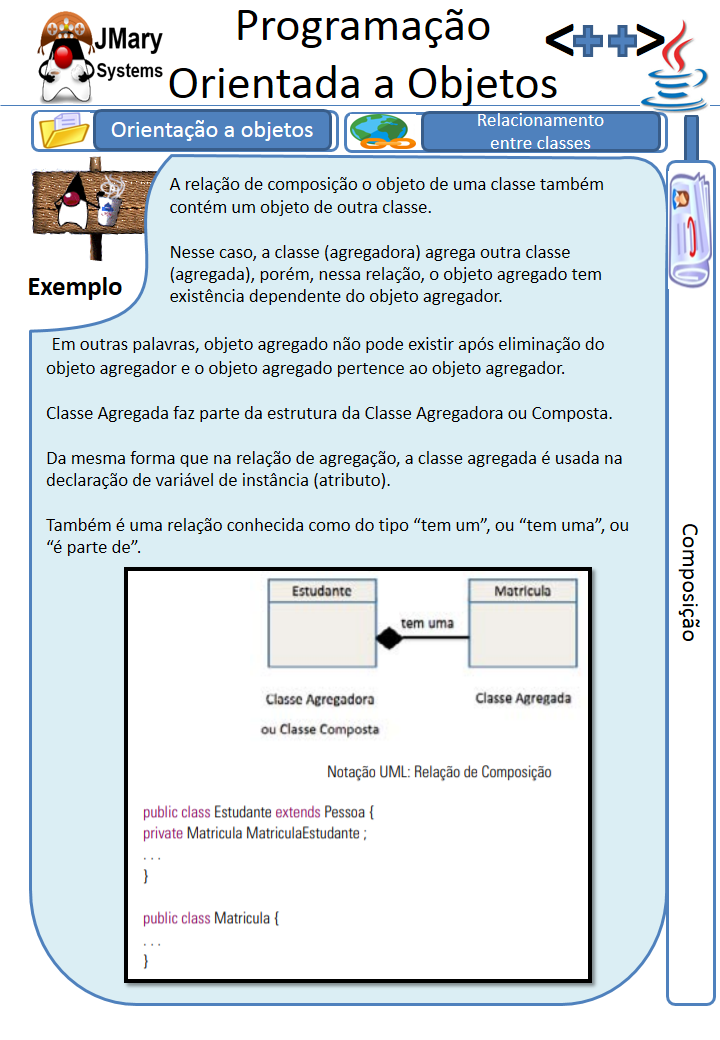 JMary
Systems
Programação
Orientada a Objetos
<++>
Orientação a objetos
Relacionamento
entre classes
Exemplo
A relação de composição o objeto de uma classe também
contém um objeto de outra classe.
Nesse caso, a classe (agregadora) agrega outra classe
(agregada), porém, nessa relação, o objeto agregado tem
existência dependente do objeto agregador.
Em outras palavras, objeto agregado não pode existir após eliminação do
objeto agregador e o objeto agregado pertence ao objeto agregador.
Classe Agregada faz parte da estrutura da Classe Agregadora ou Composta.
Da mesma forma que na relação de agregação, a classe agregada é usada na
declaração de variável de instância (atributo).
Também é uma relação conhecida como do tipo “tem um”, ou “tem uma”, ou
“é parte de”.
Estudante
Matricula
tem uma
Classe Agregadora
ou Classe Composta
Classe Agregada
Notação UML: Relação de Composição
public class Estudante extends Pessoa {
private Matricula MatriculaEstudante ;
. . .
}
public class Matricula {
. . .
}
Composição